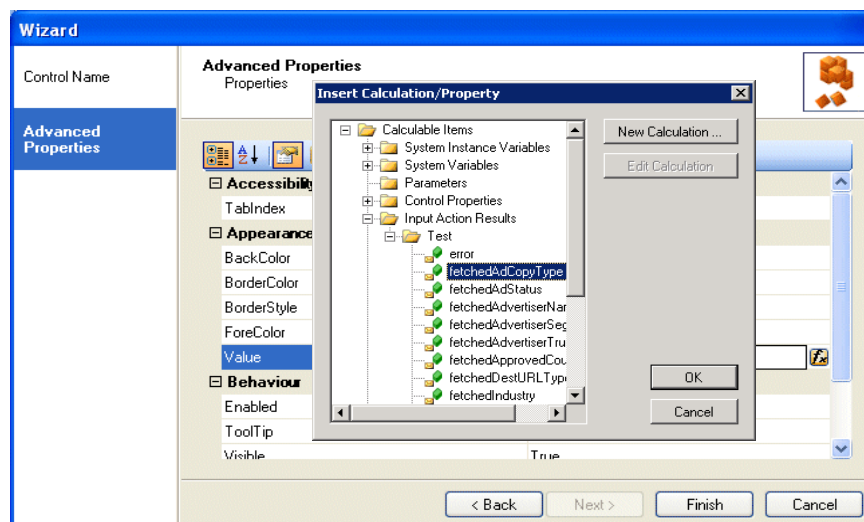 Wizard
Control Name
Advanced Properties
Advanced Properties
Properties
Insert Calculation/Property
Calculable Items
System Instance Variables
System Variables
Parameters
Control Properties
Input Action Results
Test
error
fetchedAdCopyType
fetchedAdStatus
fetchedAdvertiserNar
fetchedAdvertiserSeg
fetchedAdvertiserTru
fetchedApprovedCou
fetchedDestURLType
fetchedIndustry
New Calculation ...
Edit Calculation
OK
Cancel
Accessibility
TabIndex
Appearance
BackColor
BorderColor
BorderStyle
ForeColor
Value
Behaviour
Enabled
ToolTip
Visible True
< Back Next > Finish Cancel